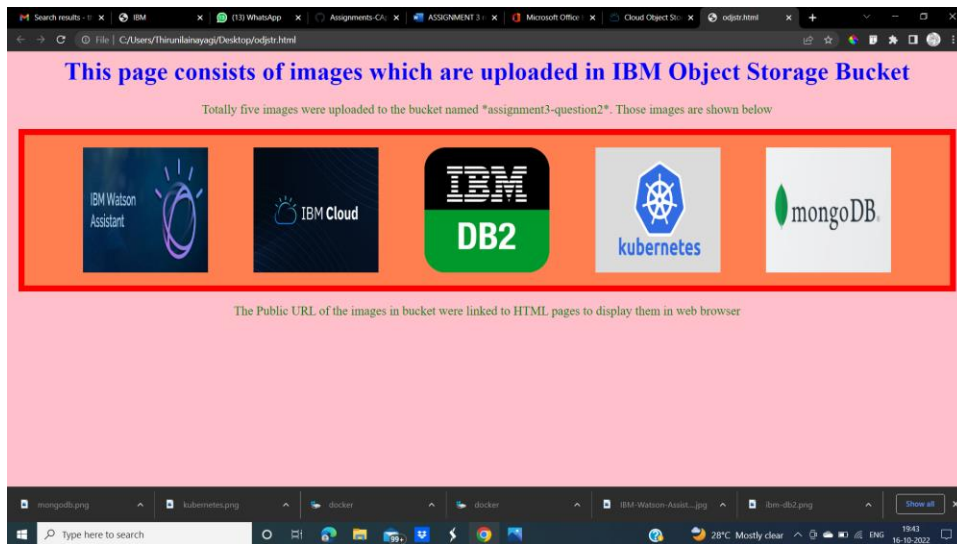 Search results - tl
IBM
(13) WhatsApp
Assignments-CA
ASSIGNMENT 3
Microsoft Office
Cloud Object Sto
odjstr.html
File | C:/Users/Thirunilainayagi/Desktop/odjstr.html
This page consists of images which are uploaded in IBM Object Storage Bucket
Totally five images were uploaded to the bucket named *assignment3-question2*. Those images are shown below
IBM Watson
Assistant
IBM Cloud
IBM
DB2
kubernetes
mongoDB.
The Public URL of the images in bucket were linked to HTML pages to display them in web browser
mongodb.png
kubernetes.png
docker
docker
IBM-Watson-Assist....jpg
ibm-db2.png
Show all
Type here to search
99+
28°C Mostly clear
ENG
19:43
16-10-2022